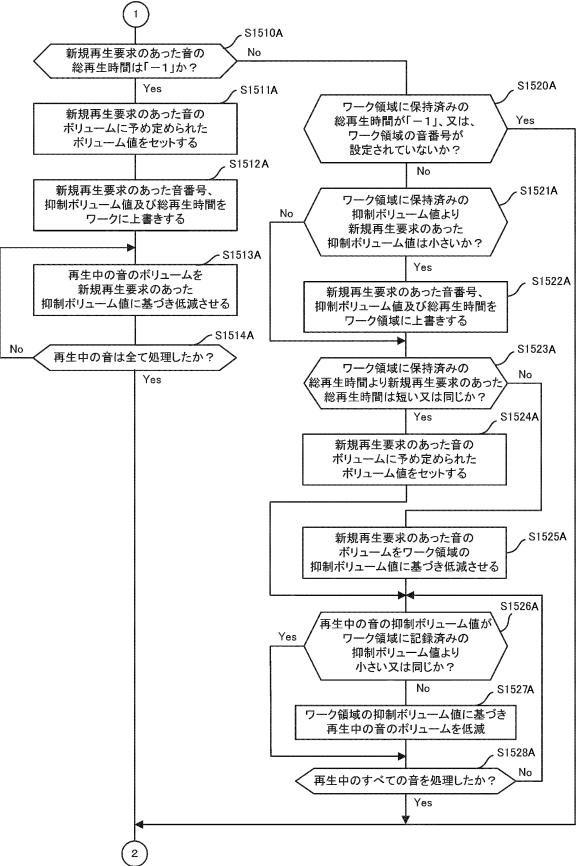 1
S1510A
新規再生要求のあった音の
総再生時間は「－１」か？
No
Yes
S1511A
新規再生要求のあった音の
ボリュームに予め定められた
ボリューム値をセットする
S1512A
新規再生要求のあった音番号、
抑制ボリューム値及び総再生時間を
ワークに上書きする
S1513A
再生中の音のボリュームを
新規再生要求のあった
抑制ボリューム値に基づき低減させる
S1514A
No
再生中の音は全て処理したか？
Yes
S1520A
ワーク領域に保持済みの
総再生時間が「－１」、又は、
ワーク領域の音番号が
設定されていないか？
Yes
No
S1521A
ワーク領域に保持済みの
抑制ボリューム値より
新規再生要求のあった
抑制ボリューム値は小さいか？
No
Yes
S1522A
新規再生要求のあった音番号、
抑制ボリューム値及び総再生時間を
ワーク領域に上書きする
S1523A
ワーク領域に保持済みの
総再生時間より新規再生要求のあった
総再生時間は短い又は同じか？
No
Yes
S1524A
新規再生要求のあった音の
ボリュームに予め定められた
ボリューム値をセットする
S1525A
新規再生要求のあった音の
ボリュームをワーク領域の
抑制ボリューム値に基づき低減させる
S1526A
再生中の音の抑制ボリューム値が
ワーク領域に記録済みの
抑制ボリューム値より
小さい又は同じか？
Yes
No
S1527A
ワーク領域の抑制ボリューム値に基づき
再生中の音のボリュームを低減
S1528A
再生中のすべての音を処理したか？
No
Yes
2